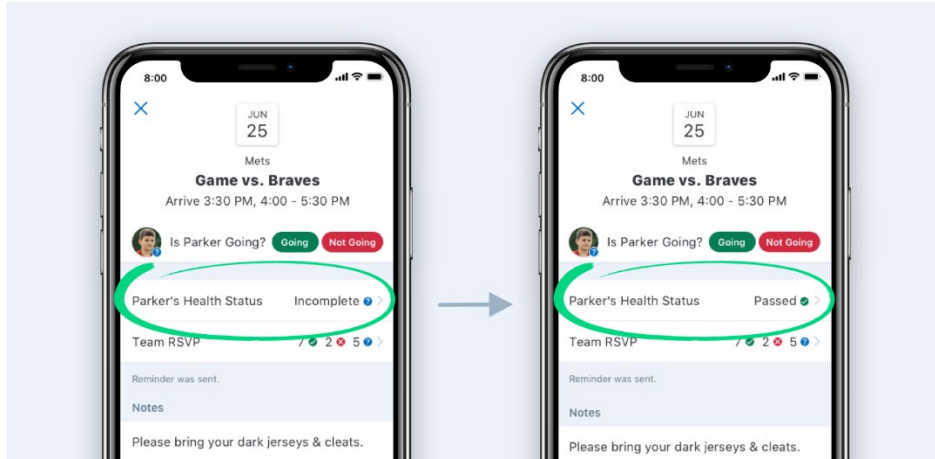 8:00
JUN
25
Mets
Game vs. Braves
Arrive 3:30 PM, 4:00 - 5:30 PM
Is Parker Going? Going Not Going
Parker's Health Status Incomplete ?
Team RSVP 7 2 5 ?
Reminder was sent.
Notes
Please bring your dark jerseys & cleats.
8:00
JUN
25
Mets
Game vs. Braves
Arrive 3:30 PM, 4:00 - 5:30 PM
Is Parker Going? Going Not Going
Parker's Health Status Passed
Team RSVP 7 2 5 ?
Reminder was sent.
Notes
Please bring your dark jerseys & cleats.